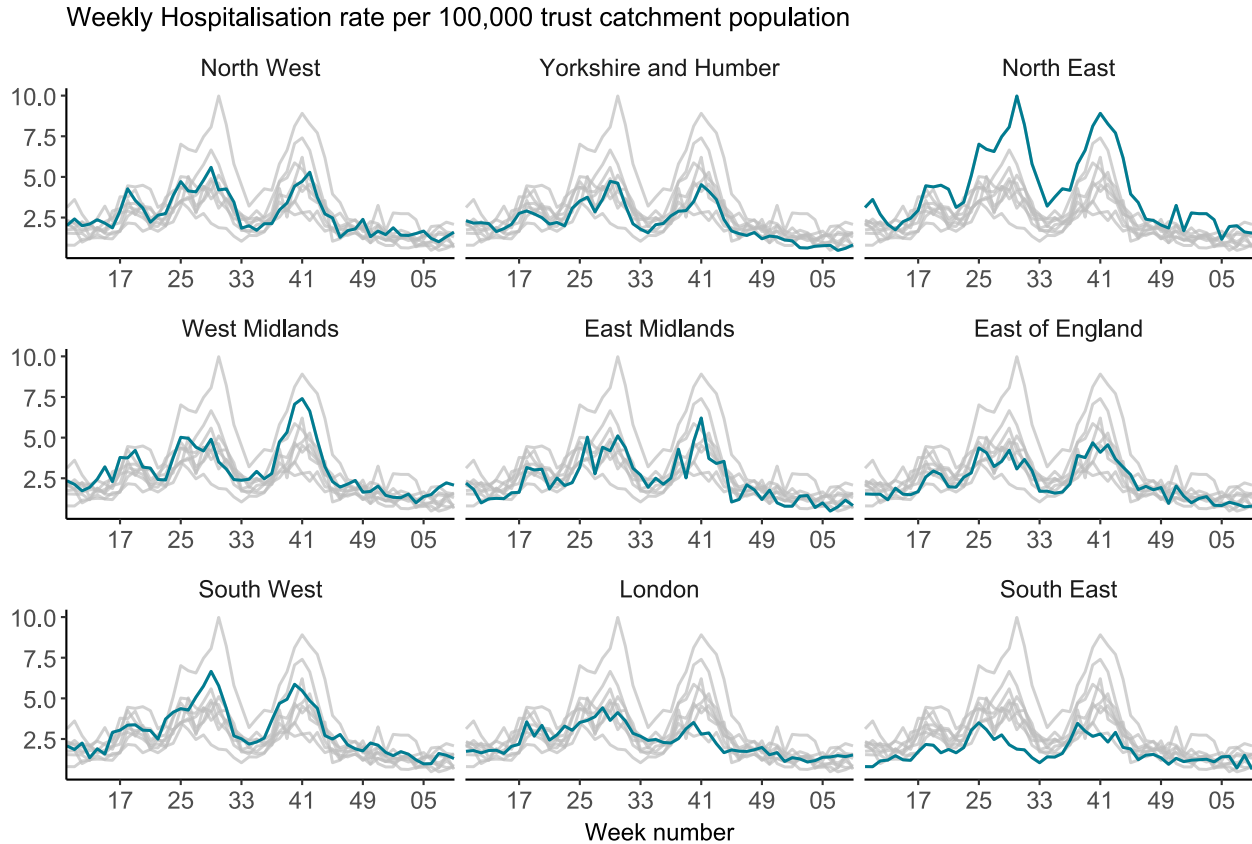 Weekly Hospitalisation rate per 100,000 trust catchment population
North West Yorkshire and Humber North East
10.0
7.5
5.0
2.5
17 25 33 41 49 05 17 25 33 41 49 05 17 25 33 41 49 05
West Midlands East Midlands East of England
10.0
7.5
5.0
2.5
17 25 33 41 49 05 17 25 33 41 49 05 17 25 33 41 49 05
South West London South East
10.0
7.5
5.0
2.5
17 25 33 41 49 05 17 25 33 41 49 05 17 25 33 41 49 05
Week number